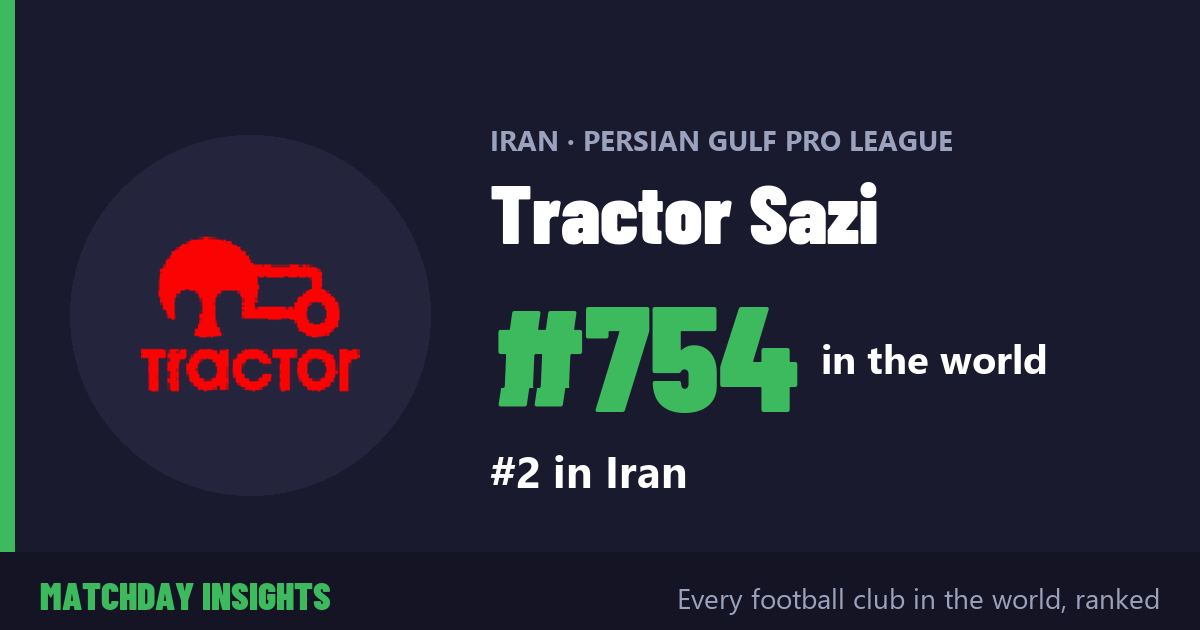 IRAN · PERSIAN GULF PRO LEAGUE
Tractor Sazi
#754 in the world
#2 in Iran
TracTor
MATCHDAY INSIGHTS
Every football club in the world, ranked